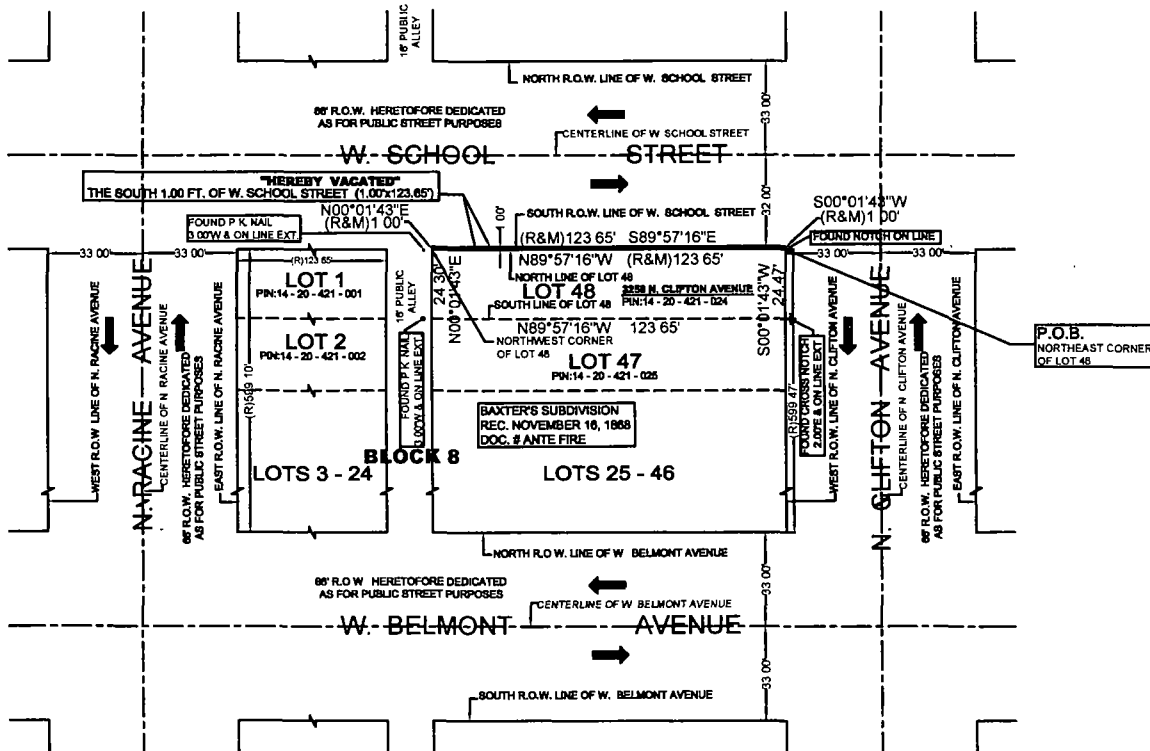 16' PUBLIC
ALLEY
NORTH R.O.W. LINE OF W. SCHOOL STREET
33 00'
66' R.O.W. HERETOFORE DEDICATED
AS FOR PUBLIC STREET PURPOSES
CENTERLINE OF W SCHOOL STREET
W. SCHOOL STREET
"HEREBY VACATED"
THE SOUTH 1.00 FT. OF W. SCHOOL STREET (1.00'x123.65')
32 00'
S00°01'43"W
(R&M)1 00'
N00°01'43"E
(R&M)1 00'
FOUND P K. NAIL
3 00'W & ON LINE EXT.
1 00'
SOUTH R.O.W. LINE OF W. SCHOOL STREET
(R&M)123 65' S89°57'16"E
FOUND NOTCH ON LINE
33 00'
33 00'
(R)123 65'
N89°57'16"W (R&M)123 65'
NORTH LINE OF LOT 48
33 00'
33 00'
LOT 1
PIN:14 - 20 - 421 - 001
16' PUBLIC
ALLEY
24 30'
N00°01'43"E
LOT 48
3258 N. CLIFTON AVENUE
PIN:14 - 20 - 421 - 024
SOUTH LINE OF LOT 48
S00°01'43"W
24.47'
LOT 2
PIN:14 - 20 - 421 - 002
N89°57'16"W 123 65'
NORTHWEST CORNER
OF LOT 48
P.O.B.
NORTHEAST CORNER
OF LOT 48
LOT 47
PIN:14 - 20 - 421 - 025
WEST R.O.W LINE OF N. RACINE AVENUE
N. RACINE AVENUE
CENTERLINE OF N RACINE AVENUE
66' R.O.W. HERETOFORE DEDICATED
AS FOR PUBLIC STREET PURPOSES
EAST R.O.W. LINE OF N. RACINE AVENUE
(R)599 10'
FOUND P K. NAIL
3 00'W & ON LINE EXT.
BAXTER'S SUBDIVISION
REC. NOVEMBER 16, 1868
DOC. # ANTE FIRE
(R)599 47'
FOUND CROSS NOTCH
2.00'E & ON LINE EXT
WEST R.O.W LINE OF N. CLIFTON AVENUE
N. CLIFTON AVENUE
CENTERLINE OF N. CLIFTON AVENUE
66' R.O.W. HERETOFORE DEDICATED
AS FOR PUBLIC STREET PURPOSES
EAST R.O.W. LINE OF N. CLIFTON AVENUE
BLOCK 8
LOTS 3 - 24
LOTS 25 - 46
NORTH R.O W. LINE OF W BELMONT AVENUE
33 00'
66' R.O W HERETOFORE DEDICATED
AS FOR PUBLIC STREET PURPOSES
CENTERLINE OF W BELMONT AVENUE
W. BELMONT AVENUE
33 00'
SOUTH R.O.W. LINE OF W. BELMONT AVENUE